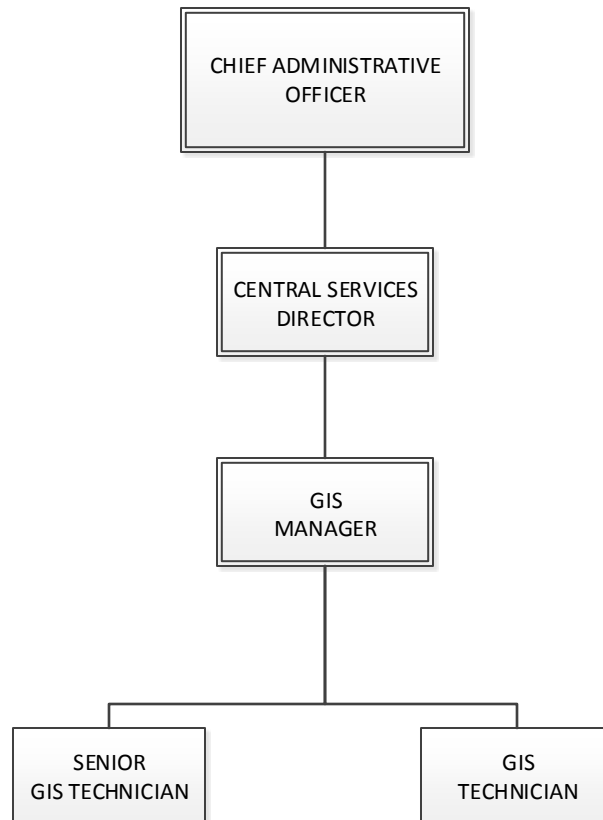 CHIEF ADMINISTRATIVE
OFFICER
CENTRAL SERVICES
DIRECTOR
GIS
MANAGER
SENIOR
GIS TECHNICIAN
GIS
TECHNICIAN